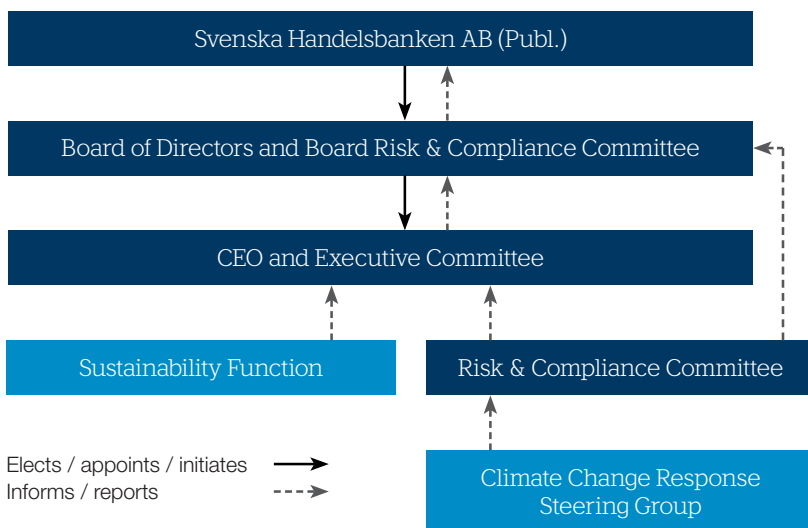 Svenska Handelsbanken AB (Publ.)
Board of Directors and Board Risk & Compliance Committee
CEO and Executive Committee
Sustainability Function
Risk & Compliance Committee
Elects / appoints / initiates
Informs / reports
Climate Change Response
Steering Group